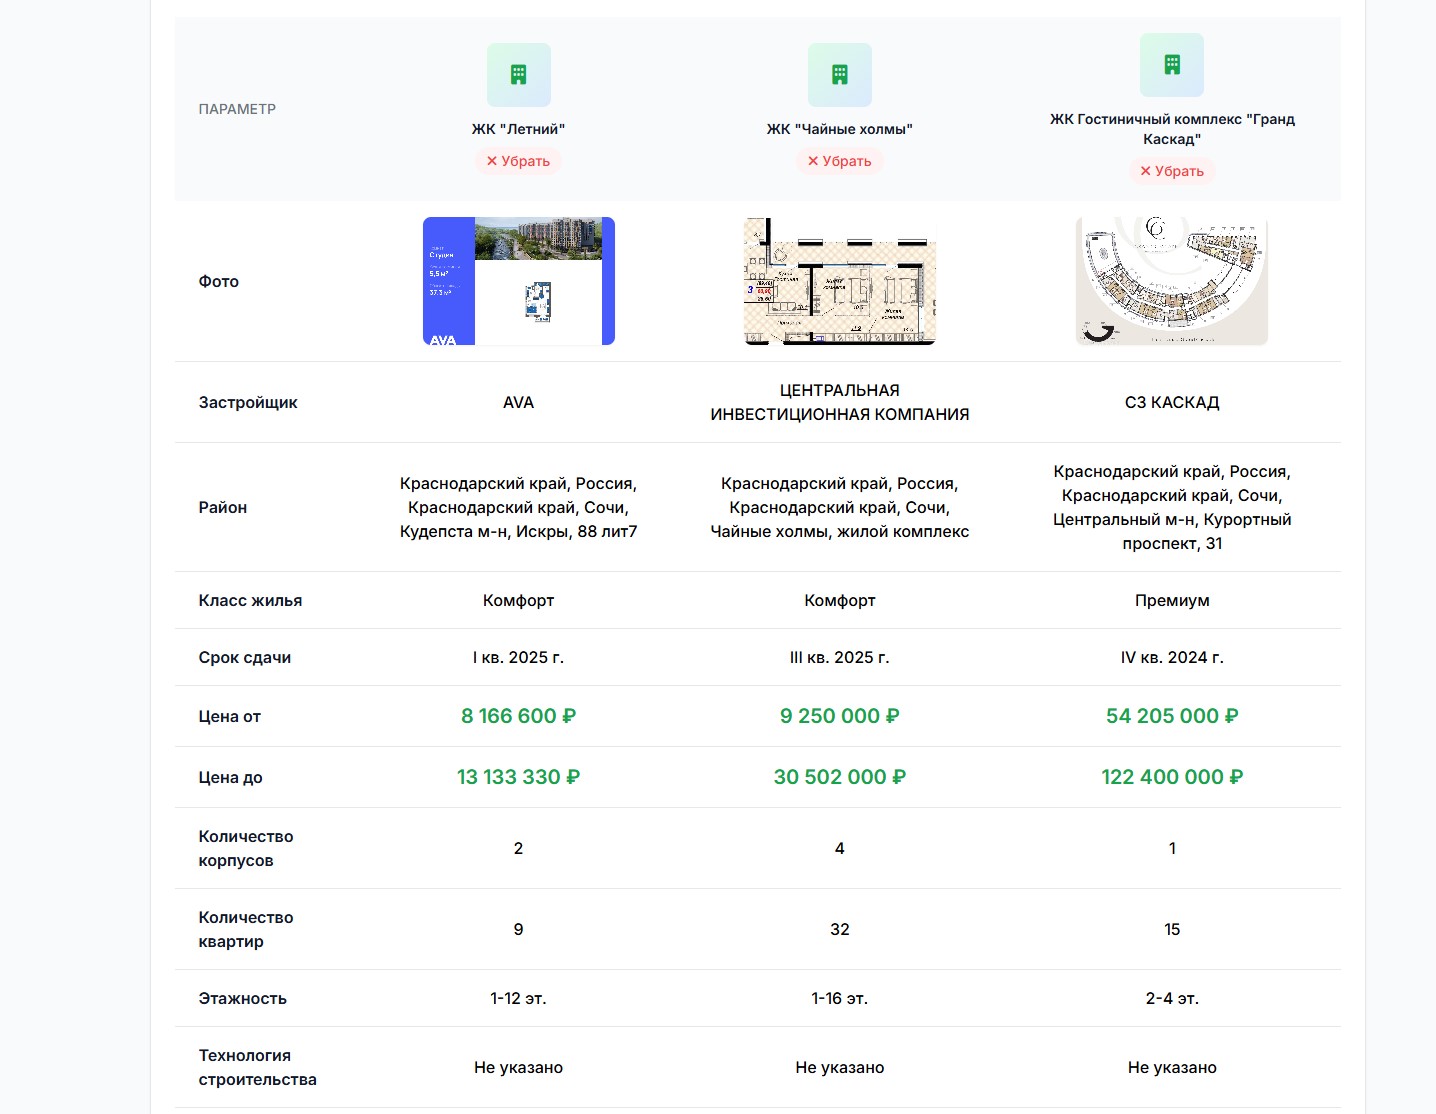 ПАРАМЕТР
ЖК "Летний"
✕ Убрать
ЖК "Чайные холмы"
✕ Убрать
ЖК Гостиничный комплекс "Гранд
Каскад"
✕ Убрать
Фото
Студия
5,5 м²
37.3 м²
AVA
3
Застройщик
AVA
ЦЕНТРАЛЬНАЯ
ИНВЕСТИЦИОННАЯ КОМПАНИЯ
СЗ КАСКАД
Район
Краснодарский край, Россия,
Краснодарский край, Сочи,
Кудепста м-н, Искры, 88 лит7
Краснодарский край, Россия,
Краснодарский край, Сочи,
Чайные холмы, жилой комплекс
Краснодарский край, Россия,
Краснодарский край, Сочи,
Центральный м-н, Курортный
проспект, 31
Класс жилья
Комфорт
Комфорт
Премиум
Срок сдачи
I кв. 2025 г.
III кв. 2025 г.
IV кв. 2024 г.
Цена от
8 166 600 ₽
9 250 000 ₽
54 205 000 ₽
Цена до
13 133 330 ₽
30 502 000 ₽
122 400 000 ₽
Количество
корпусов
2
4
1
Количество
квартир
9
32
15
Этажность
1-12 эт.
1-16 эт.
2-4 эт.
Технология
строительства
Не указано
Не указано
Не указано